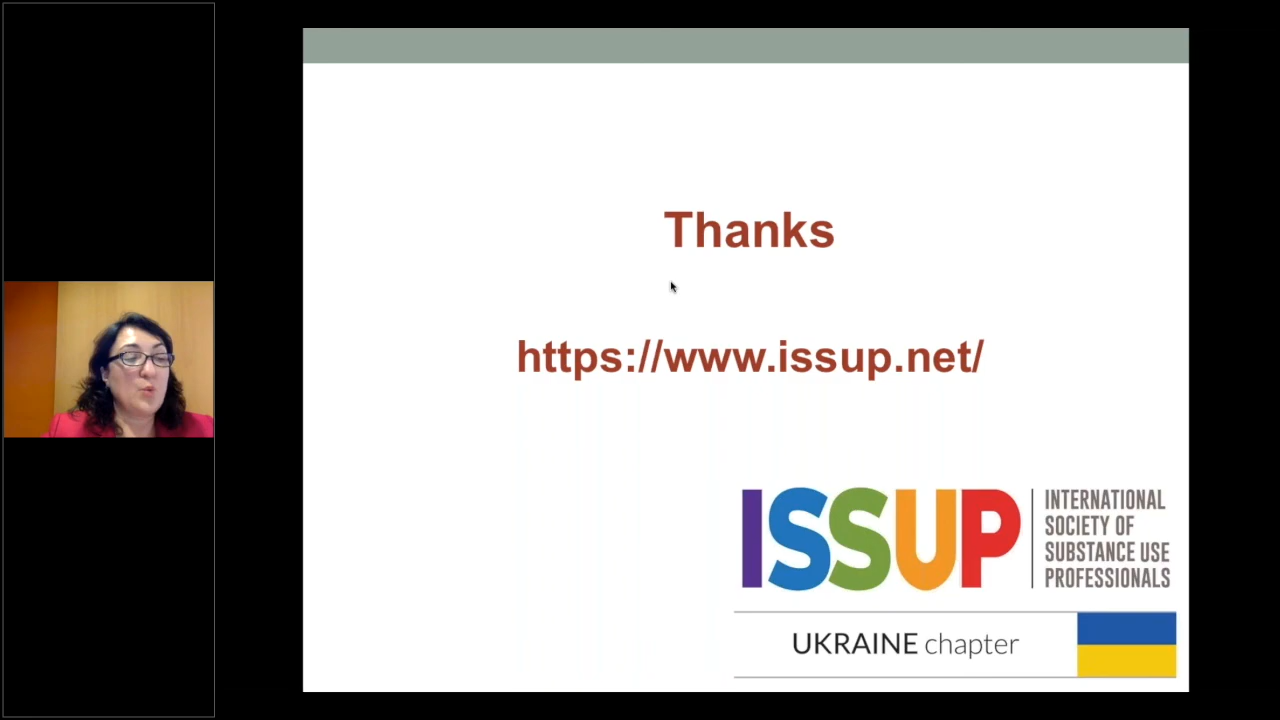 Thanks
https://www.issup.net/
ISSUP
INTERNATIONAL
SOCIETY OF
SUBSTANCE USE
PROFESSIONALS
UKRAINE chapter